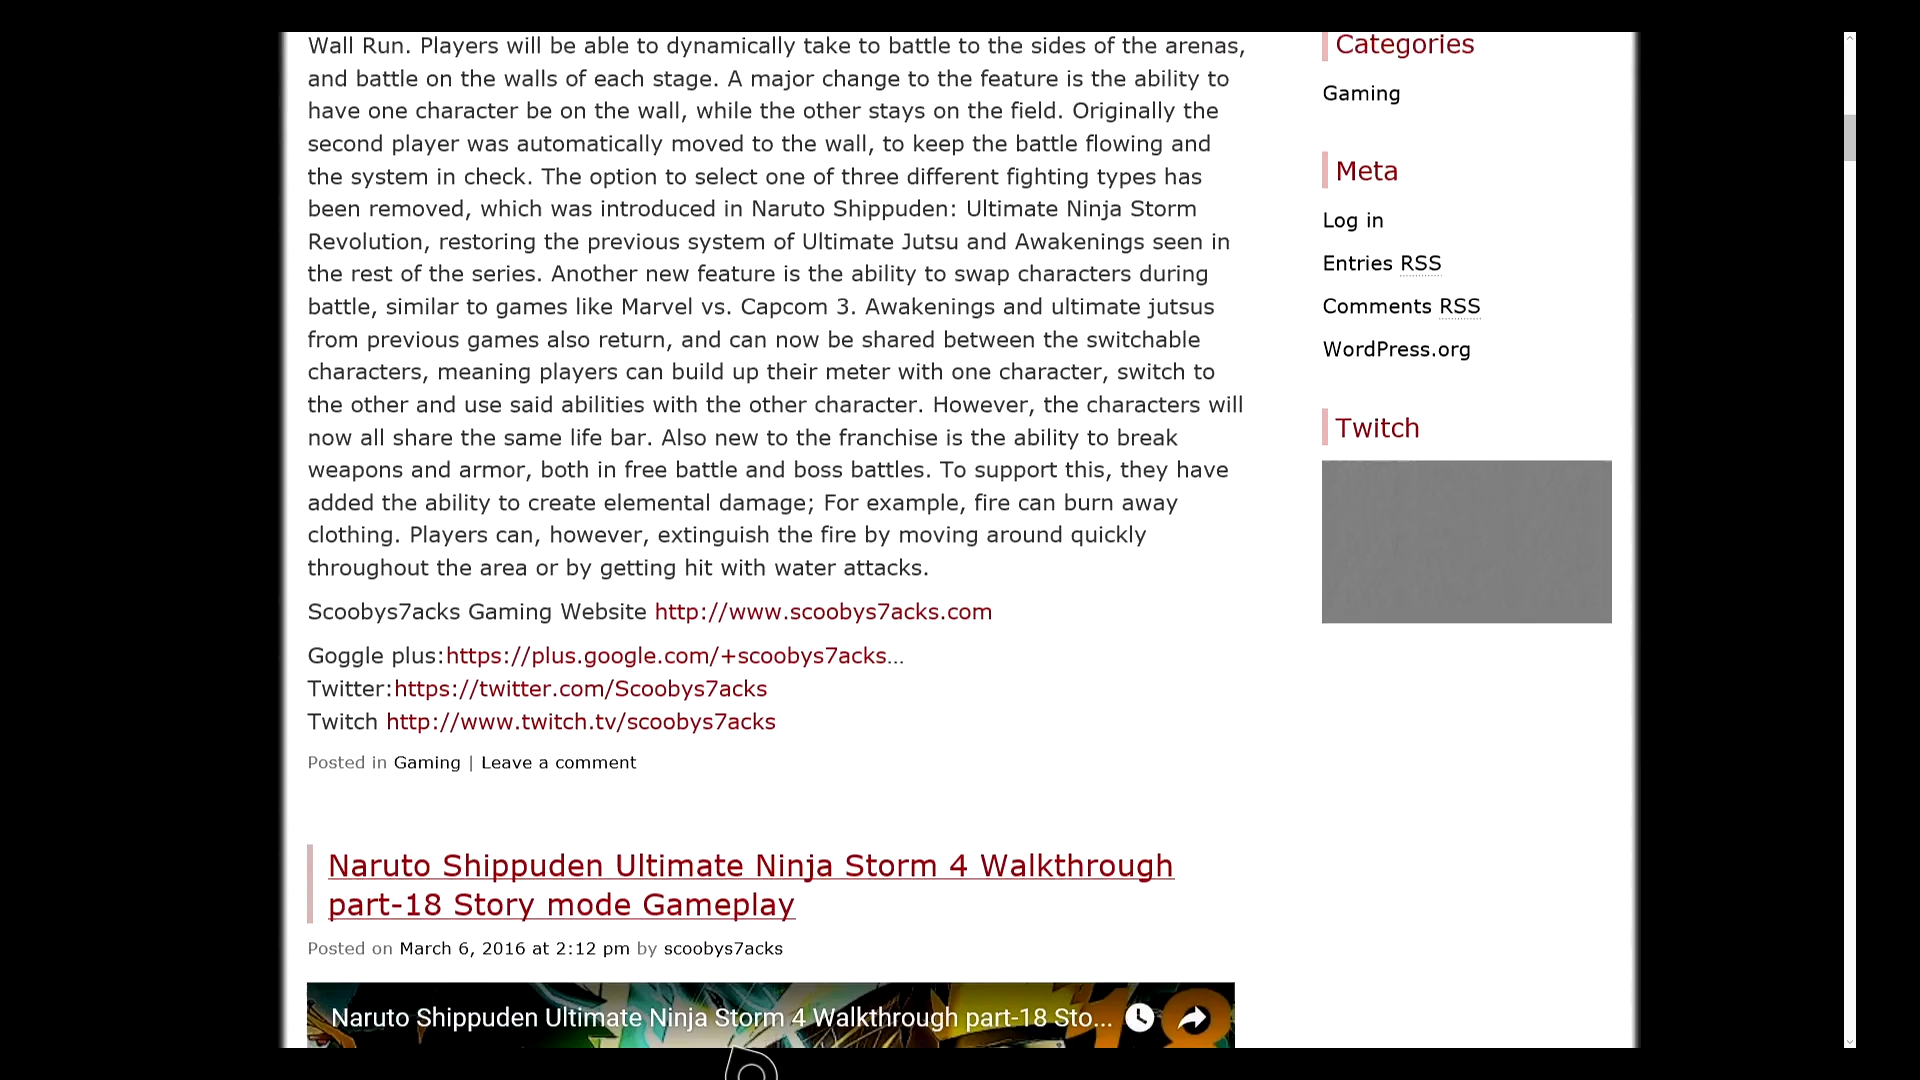 Wall Run. Players will be able to dynamically take to battle to the sides of the arenas,
and battle on the walls of each stage. A major change to the feature is the ability to
have one character be on the wall, while the other stays on the field. Originally the
second player was automatically moved to the wall, to keep the battle flowing and
the system in check. The option to select one of three different fighting types has
been removed, which was introduced in Naruto Shippuden: Ultimate Ninja Storm
Revolution, restoring the previous system of Ultimate Jutsu and Awakenings seen in
the rest of the series. Another new feature is the ability to swap characters during
battle, similar to games like Marvel vs. Capcom 3. Awakenings and ultimate jutsus
from previous games also return, and can now be shared between the switchable
characters, meaning players can build up their meter with one character, switch to
the other and use said abilities with the other character. However, the characters will
now all share the same life bar. Also new to the franchise is the ability to break
weapons and armor, both in free battle and boss battles. To support this, they have
added the ability to create elemental damage; For example, fire can burn away
clothing. Players can, however, extinguish the fire by moving around quickly
throughout the area or by getting hit with water attacks.
Scoobys7acks Gaming Website http://www.scoobys7acks.com
Goggle plus:https://plus.google.com/+scoobys7acks...
Twitter:https://twitter.com/Scoobys7acks
Twitch http://www.twitch.tv/scoobys7acks
Posted in Gaming | Leave a comment
Naruto Shippuden Ultimate Ninja Storm 4 Walkthrough
part-18 Story mode Gameplay
Posted on March 6, 2016 at 2:12 pm by scoobys7acks
Naruto Shippuden Ultimate Ninja Storm 4 Walkthrough part-18 Sto...
18
Categories
Gaming
Meta
Log in
Entries RSS
Comments RSS
WordPress.org
Twitch